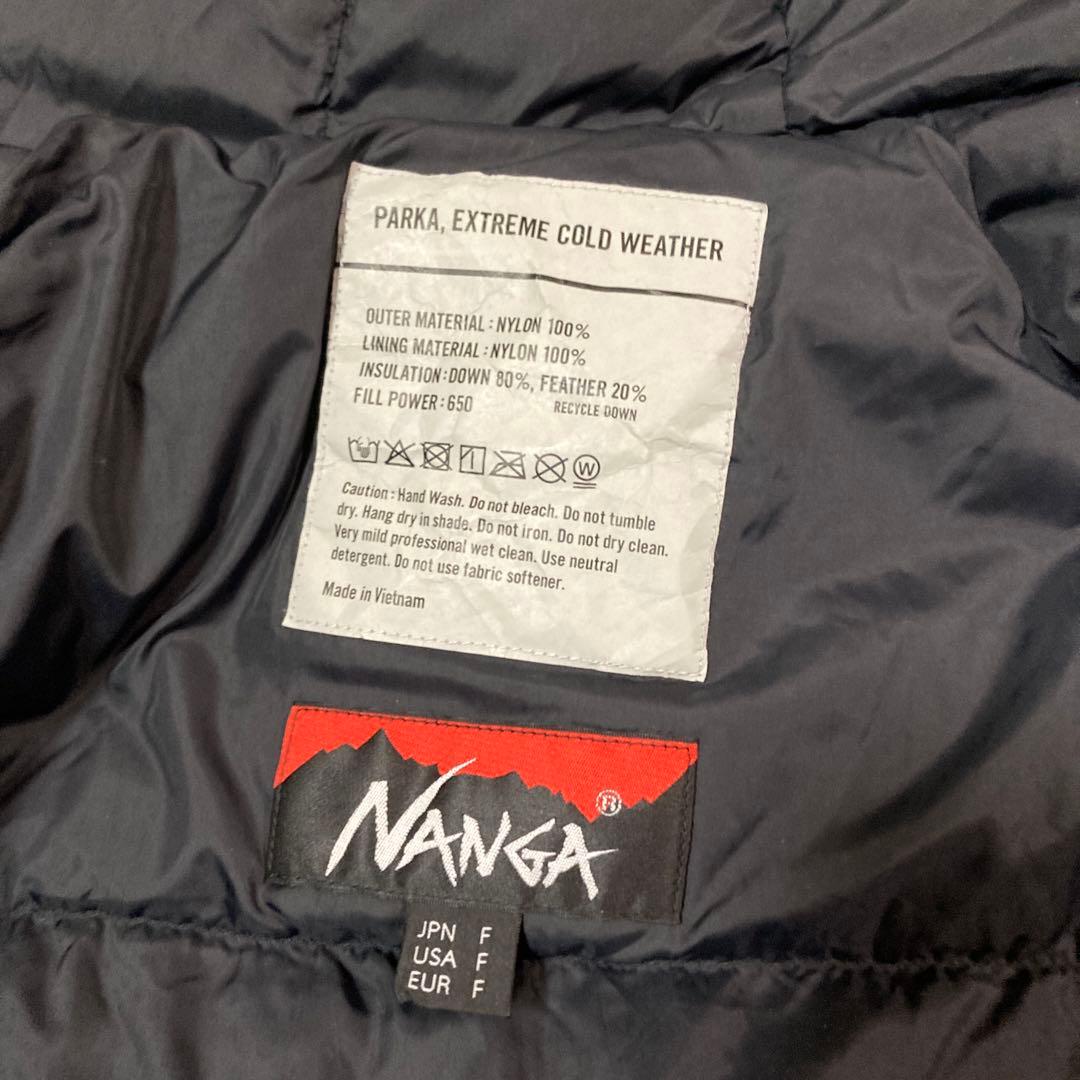 PARKA, EXTREME COLD WEATHER
OUTER MATERIAL : NYLON 100%
LINING MATERIAL : NYLON 100%
INSULATION : DOWN 80%, FEATHER 20%
FILL POWER : 650 RECYCLE DOWN
W
Caution : Hand Wash. Do not bleach. Do not tumble
dry. Hang dry in shade. Do not iron. Do not dry clean.
Very mild professional wet clean. Use neutral
detergent. Do not use fabric softener.
Made in Vietnam
NANGA ®
JPN F
USA F
EUR F